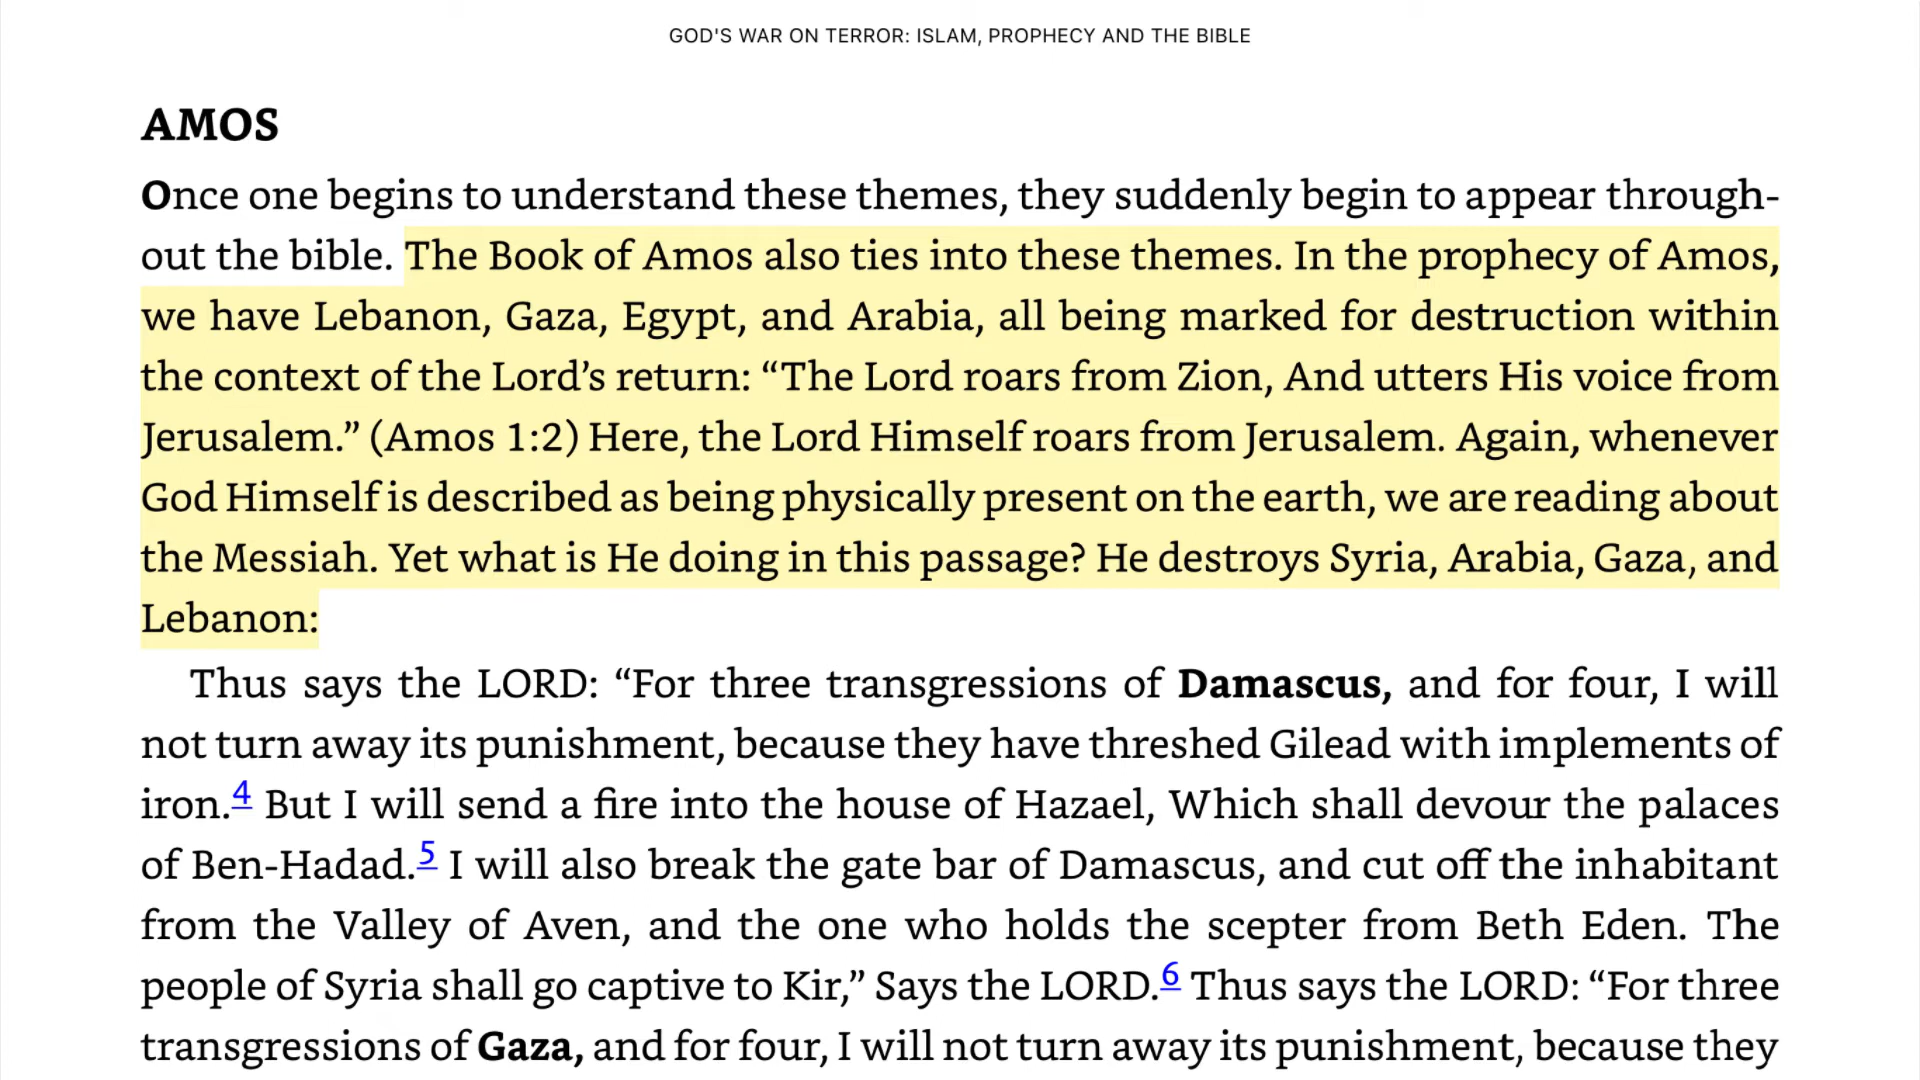 GOD'S WAR ON TERROR: ISLAM, PROPHECY AND THE BIBLE
AMOS
Once one begins to understand these themes, they suddenly begin to appear through-
out the bible. The Book of Amos also ties into these themes. In the prophecy of Amos,
we have Lebanon, Gaza, Egypt, and Arabia, all being marked for destruction within
the context of the Lord’s return: “The Lord roars from Zion, And utters His voice from
Jerusalem.” (Amos 1:2) Here, the Lord Himself roars from Jerusalem. Again, whenever
God Himself is described as being physically present on the earth, we are reading about
the Messiah. Yet what is He doing in this passage? He destroys Syria, Arabia, Gaza, and
Lebanon:
Thus says the LORD: “For three transgressions of Damascus, and for four, I will
not turn away its punishment, because they have threshed Gilead with implements of
iron.4 But I will send a fire into the house of Hazael, Which shall devour the palaces
of Ben-Hadad.5 I will also break the gate bar of Damascus, and cut off the inhabitant
from the Valley of Aven, and the one who holds the scepter from Beth Eden. The
people of Syria shall go captive to Kir,” Says the LORD.6 Thus says the LORD: “For three
transgressions of Gaza, and for four, I will not turn away its punishment, because they